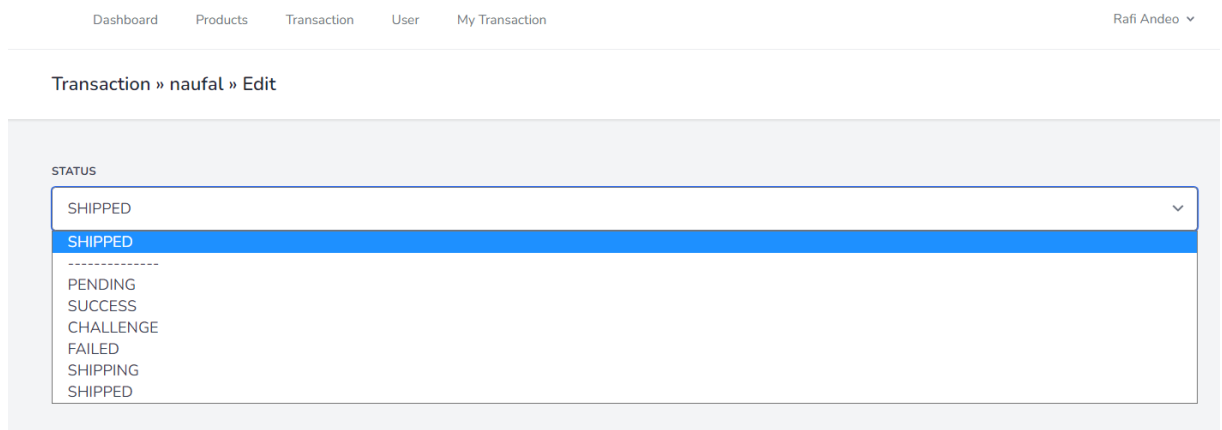 Dashboard Products Transaction User My Transaction Rafi Andeo
Transaction » naufal » Edit
STATUS
SHIPPED
SHIPPED
--------------
PENDING
SUCCESS
CHALLENGE
FAILED
SHIPPING
SHIPPED